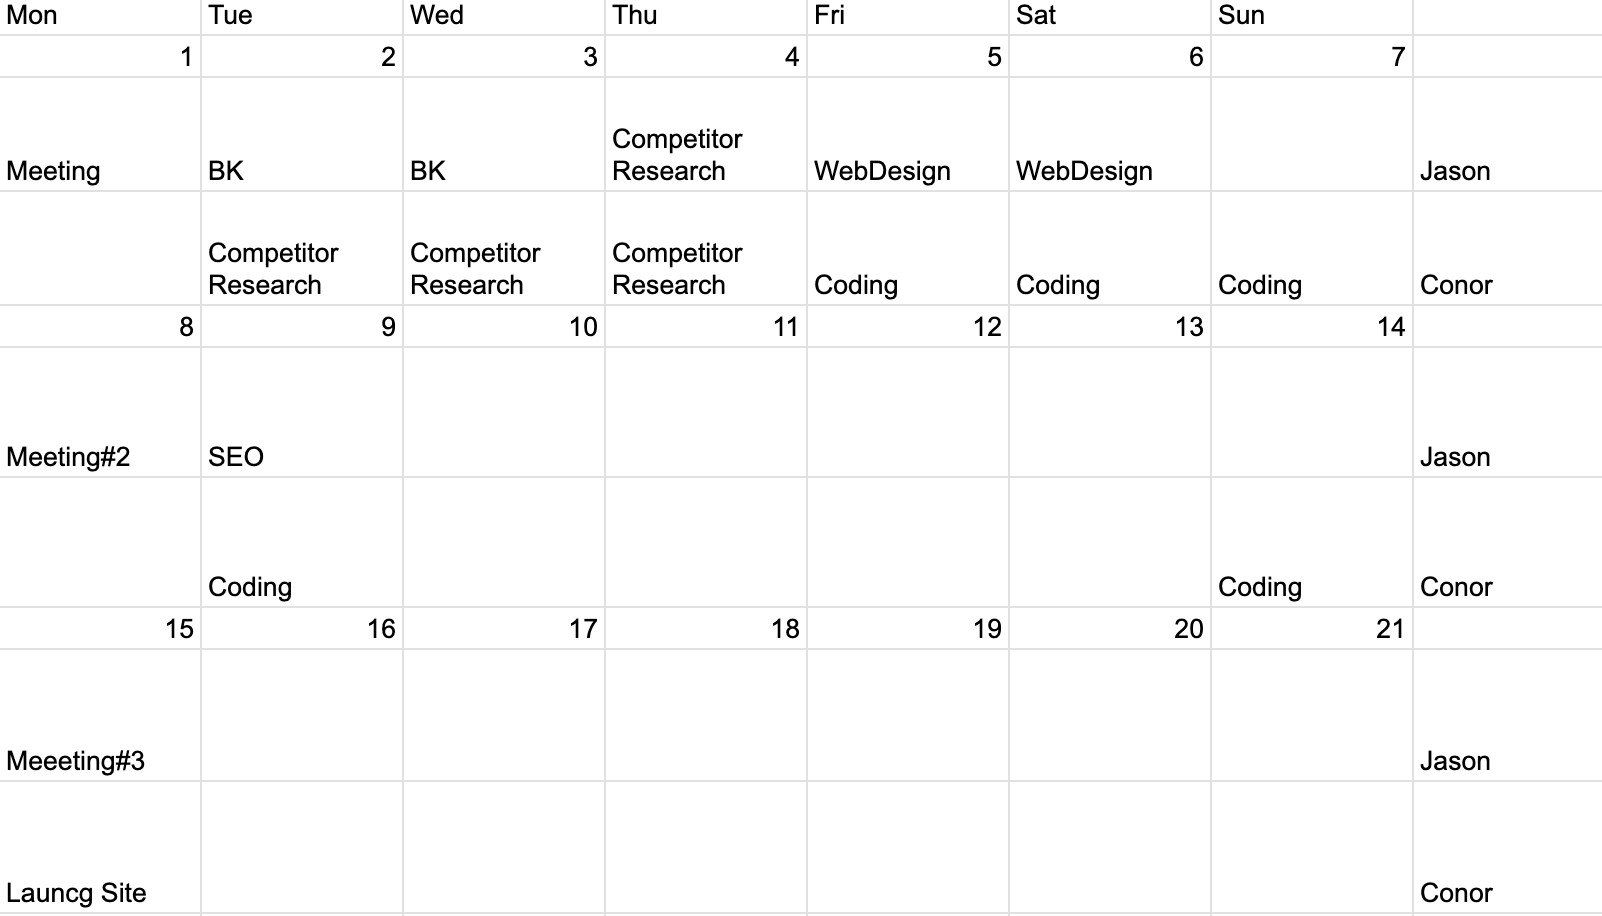 Mon Tue Wed Thu Fri Sat Sun
1 2 3 4 5 6 7
Meeting BK BK Competitor Research WebDesign WebDesign Jason
Competitor Research Competitor Research Competitor Research Coding Coding Coding Conor
8 9 10 11 12 13 14
Meeting#2 SEO Jason
Coding Coding Conor
15 16 17 18 19 20 21
Meeeting#3 Jason
Launcg Site Conor